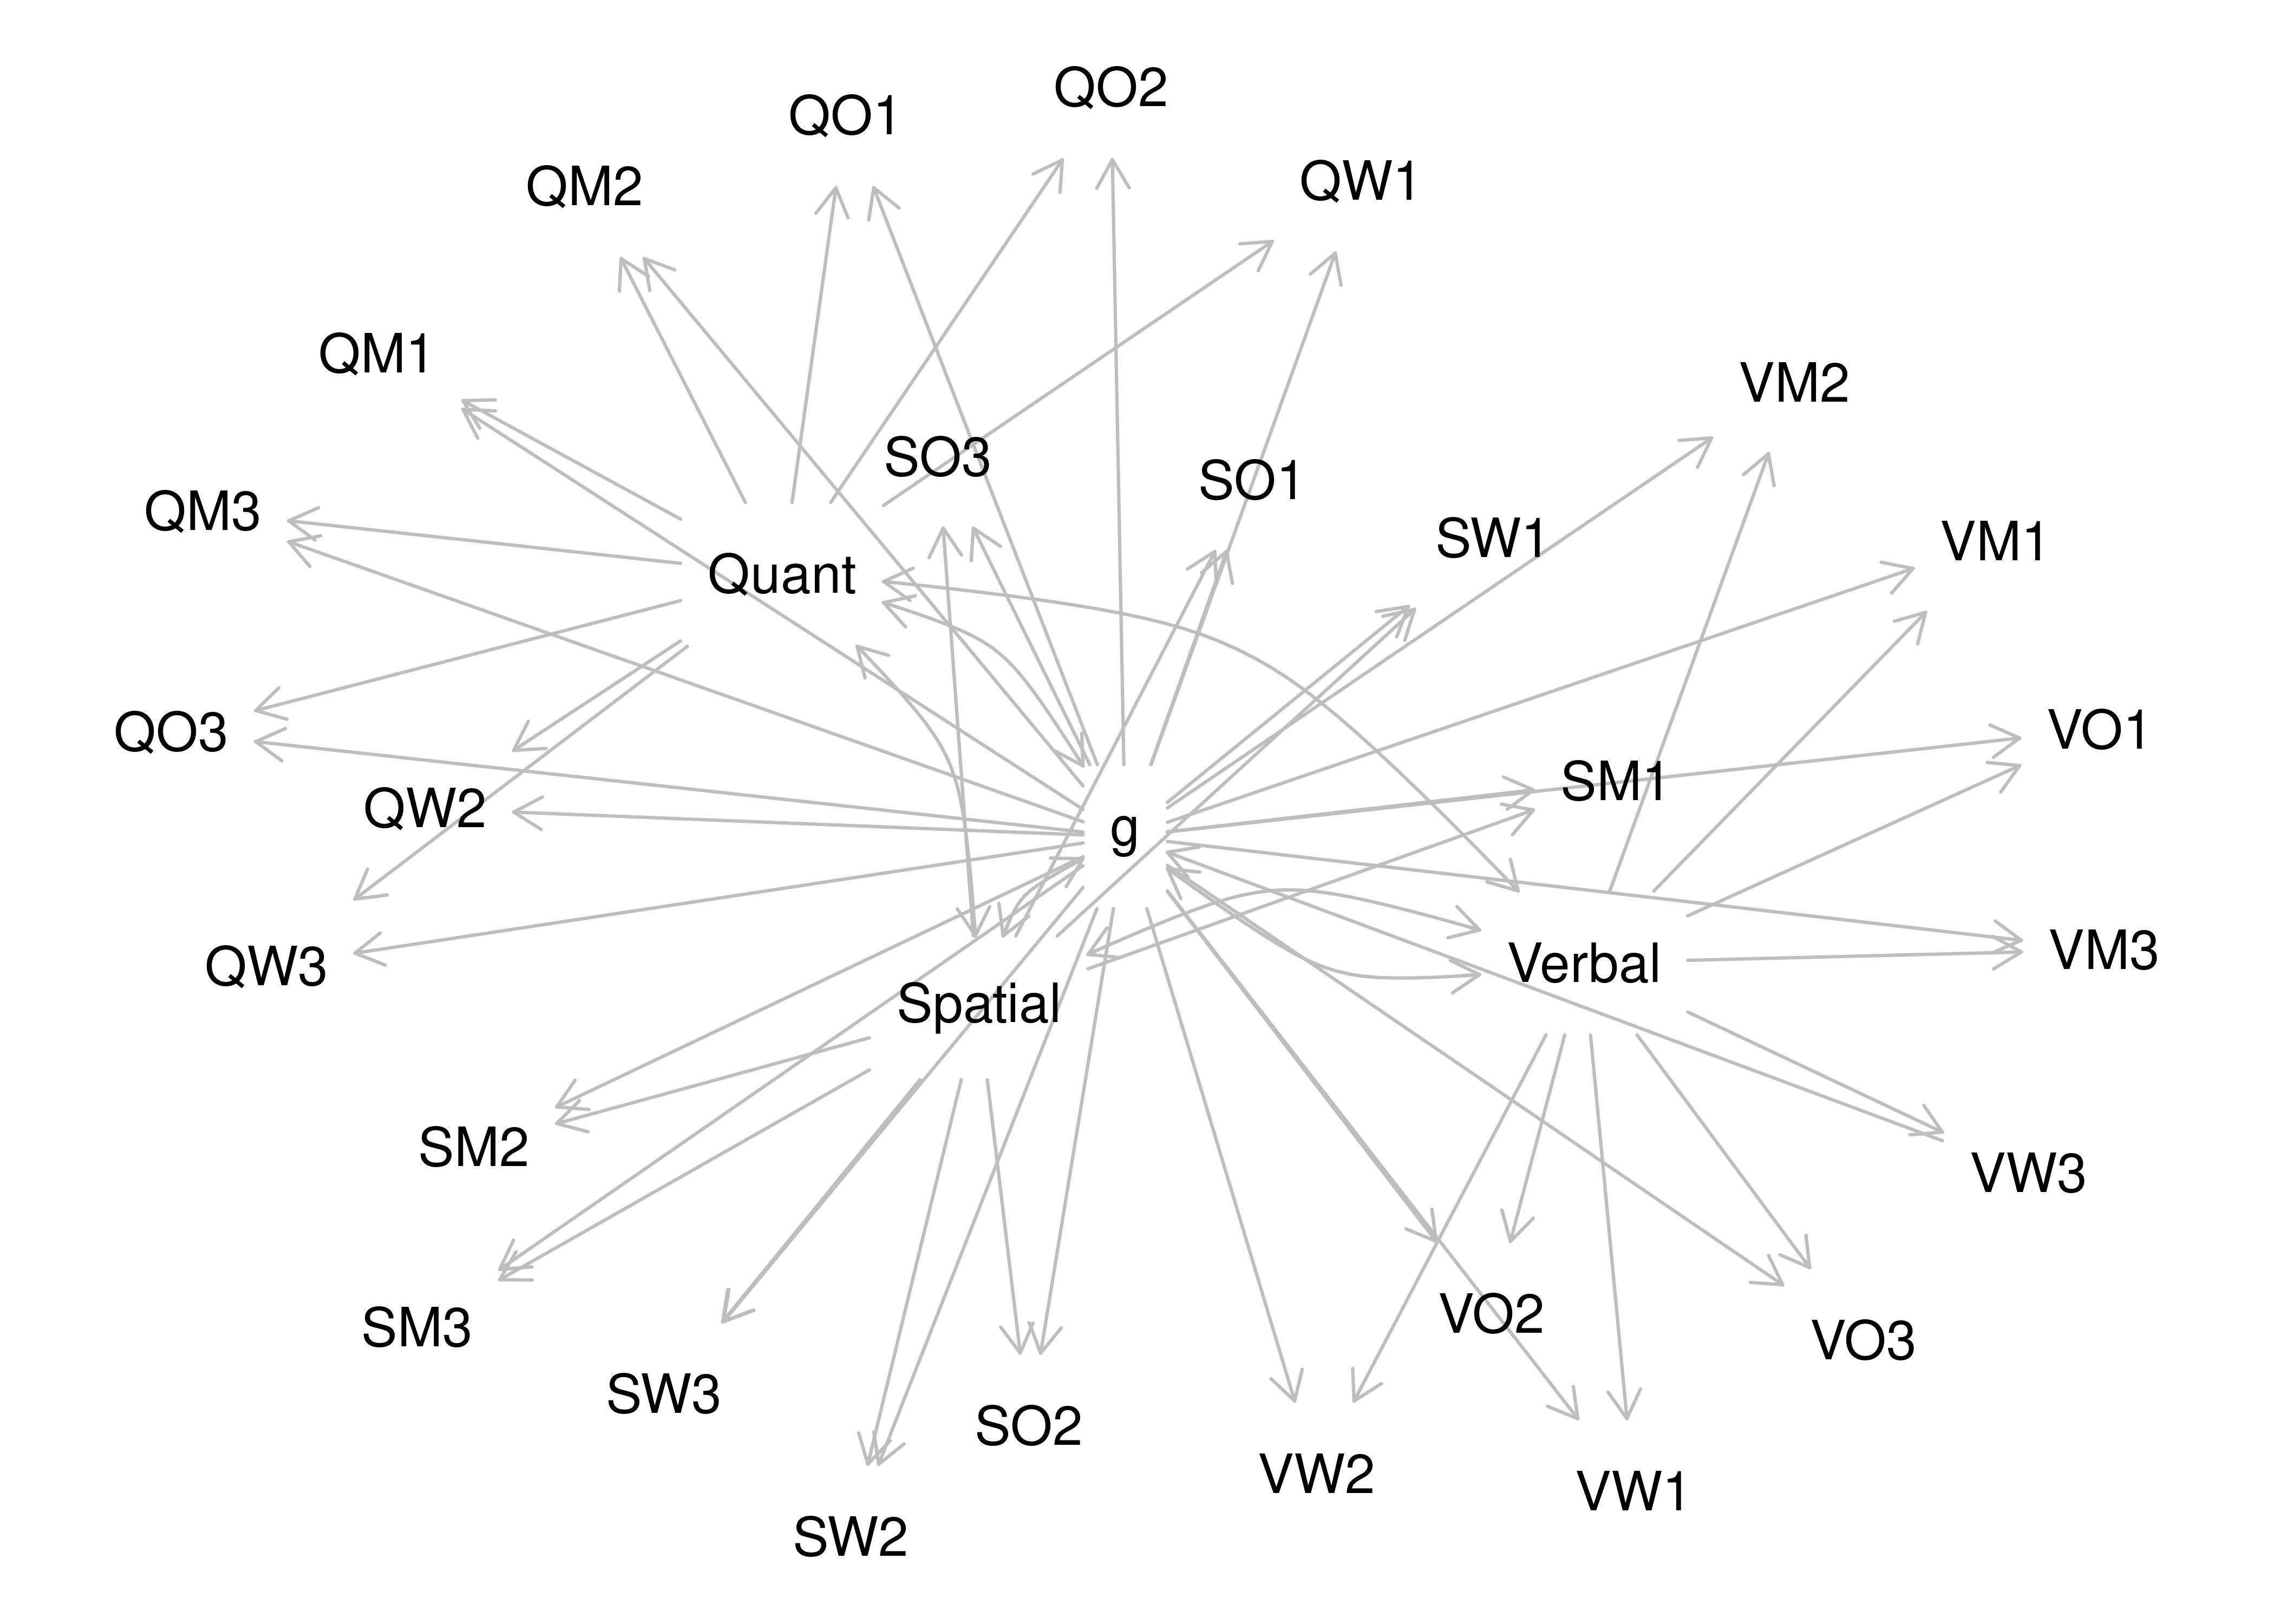 QO2
QO1
QW1
QM2
QM1
VM2
SO3
SO1
QM3
SW1
VM1
Quant
QO3
VO1
SM1
QW2
g
VM3
Verbal
QW3
Spatial
SM2
VW3
VO2
SM3
VO3
SW3
SO2
VW2
VW1
SW2